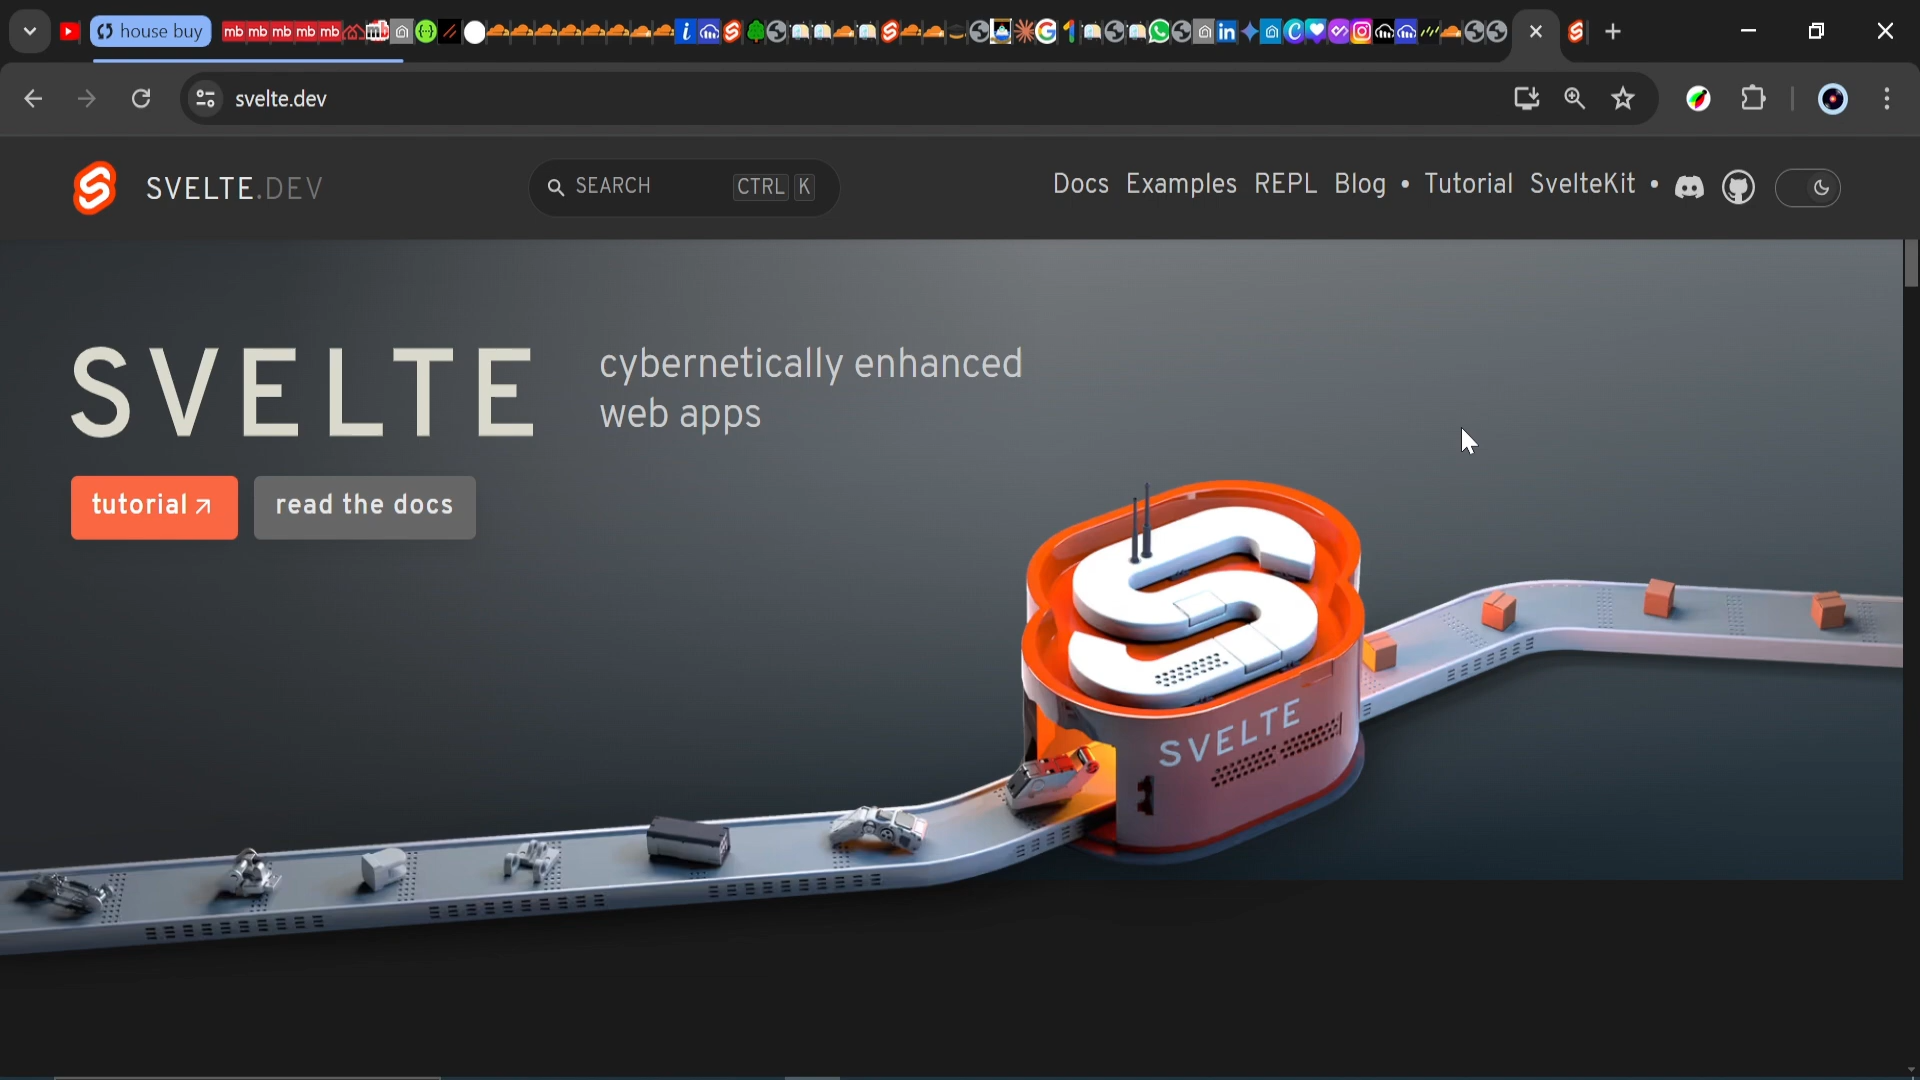 house buy
mb mb mb mb mb
svelte.dev
SVELTE.DEV
SEARCH
CTRL K
Docs Examples REPL Blog • Tutorial SvelteKit •
SVELTE
cybernetically enhanced
web apps
tutorial
read the docs
SVELTE